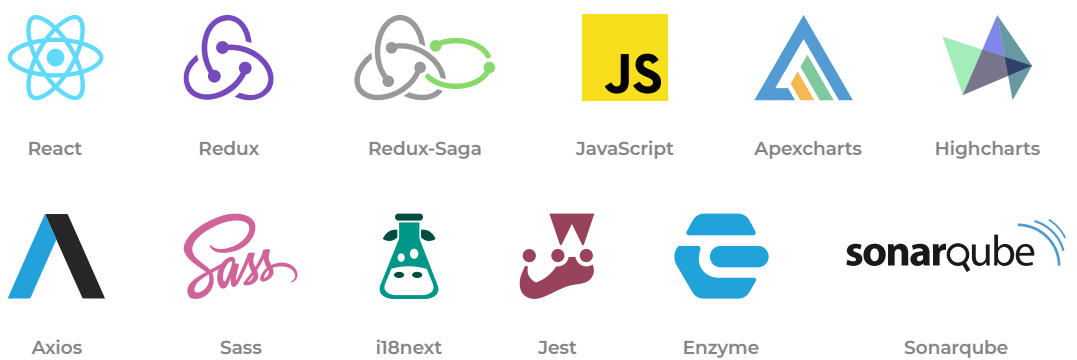 JS
React
Redux
Redux-Saga
JavaScript
Apexcharts
Highcharts
Sass
sonarqube
Axios
Sass
i18next
Jest
Enzyme
Sonarqube